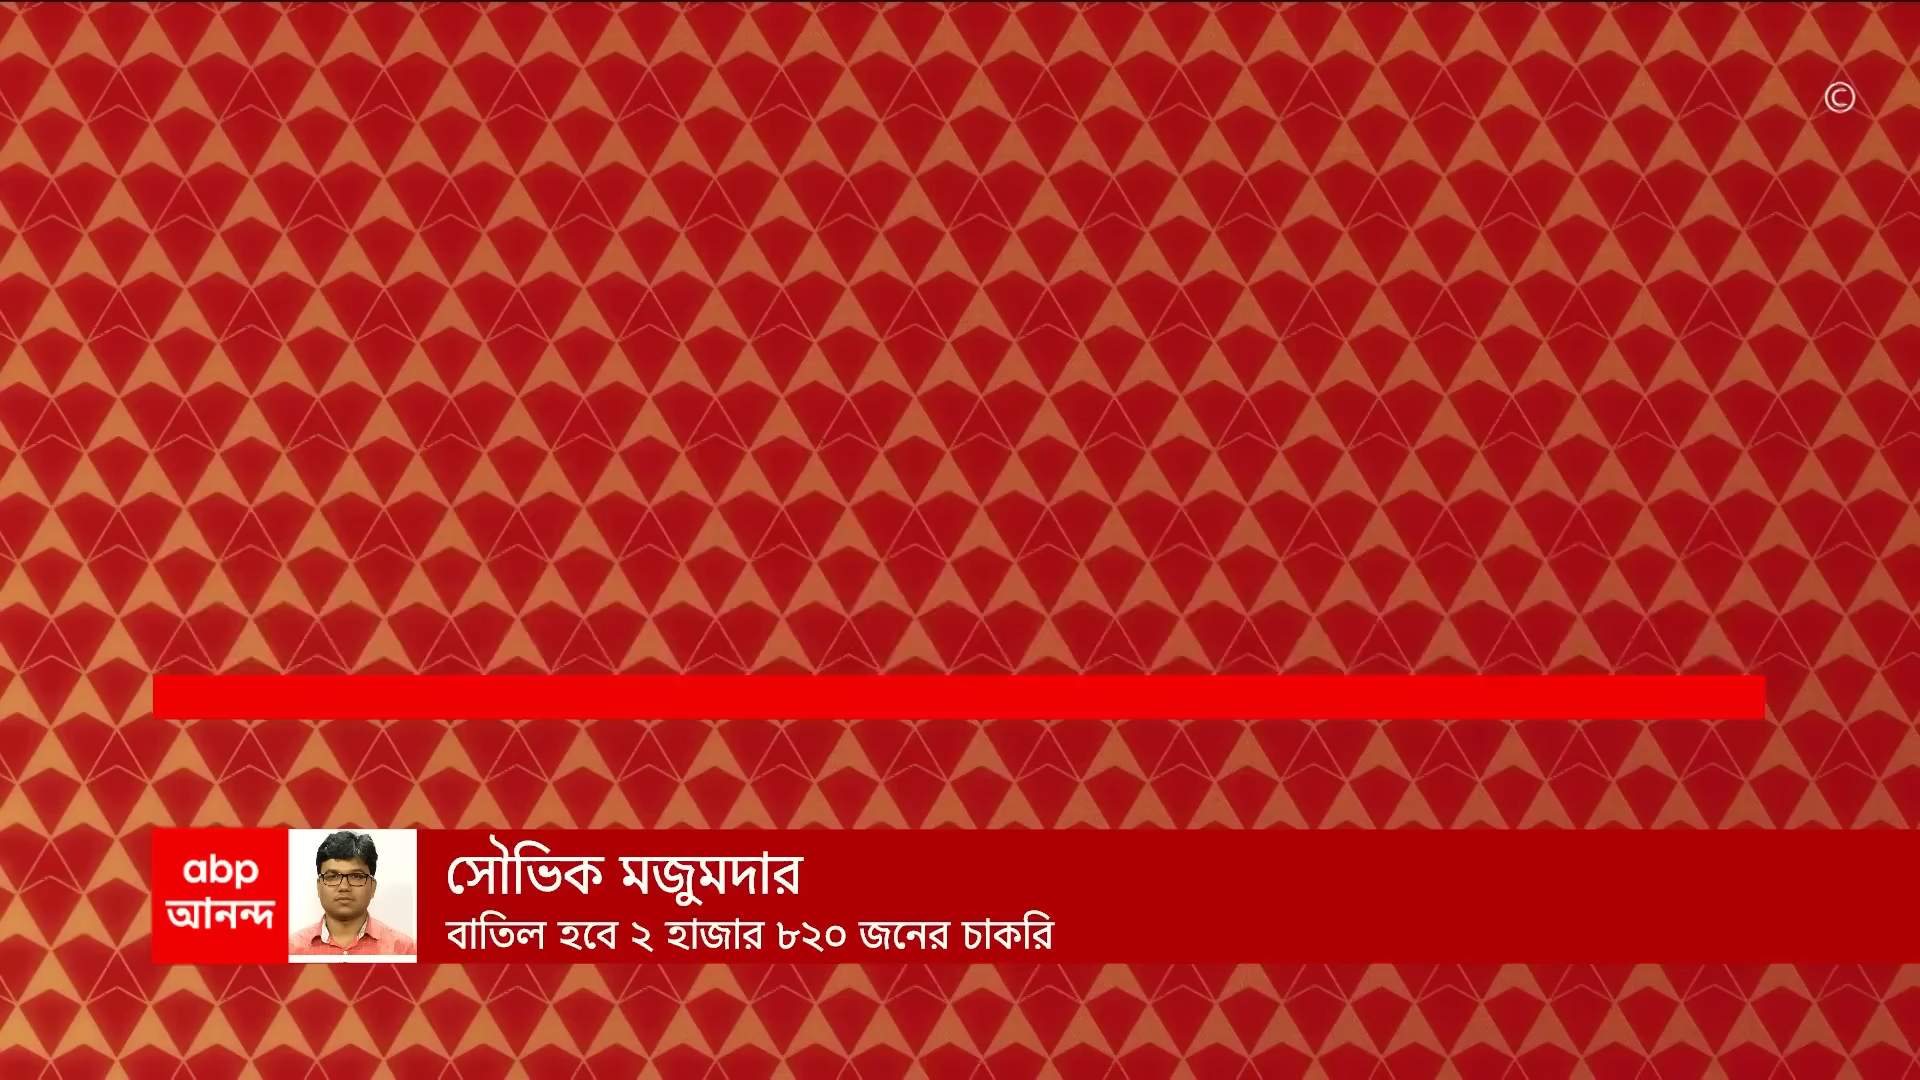 ©
abp
আনন্দ
সৌভিক মজুমদার
বাতিল হবে ২ হাজার ৮২০ জনের চাকরি